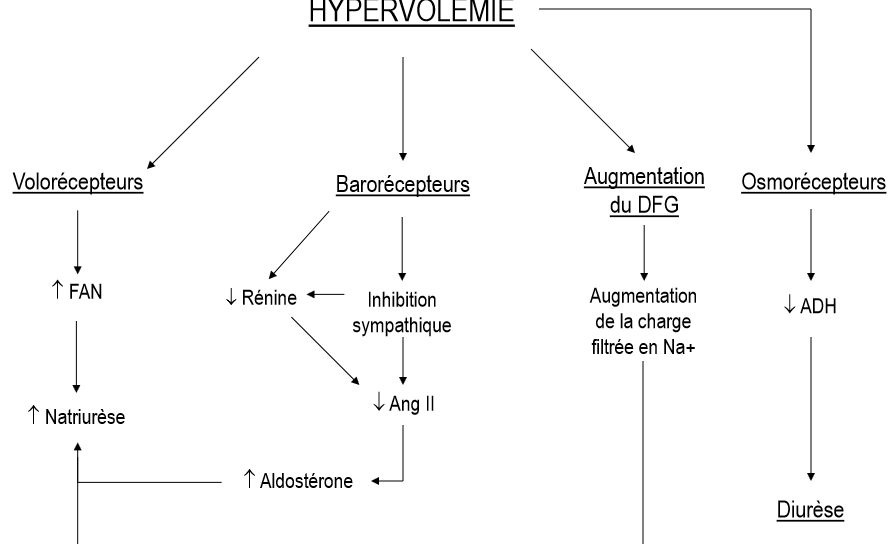 HYPERVOLEMIE
Volorécepteurs
Barorécepteurs
Augmentation
du DFG
Osmorécepteurs
↑ FAN
↓ Rénine
Inhibition
sympathique
Augmentation
de la charge
filtrée en Na+
↓ ADH
↑ Natriurèse
↓ Ang II
↑ Aldostérone
Diurèse